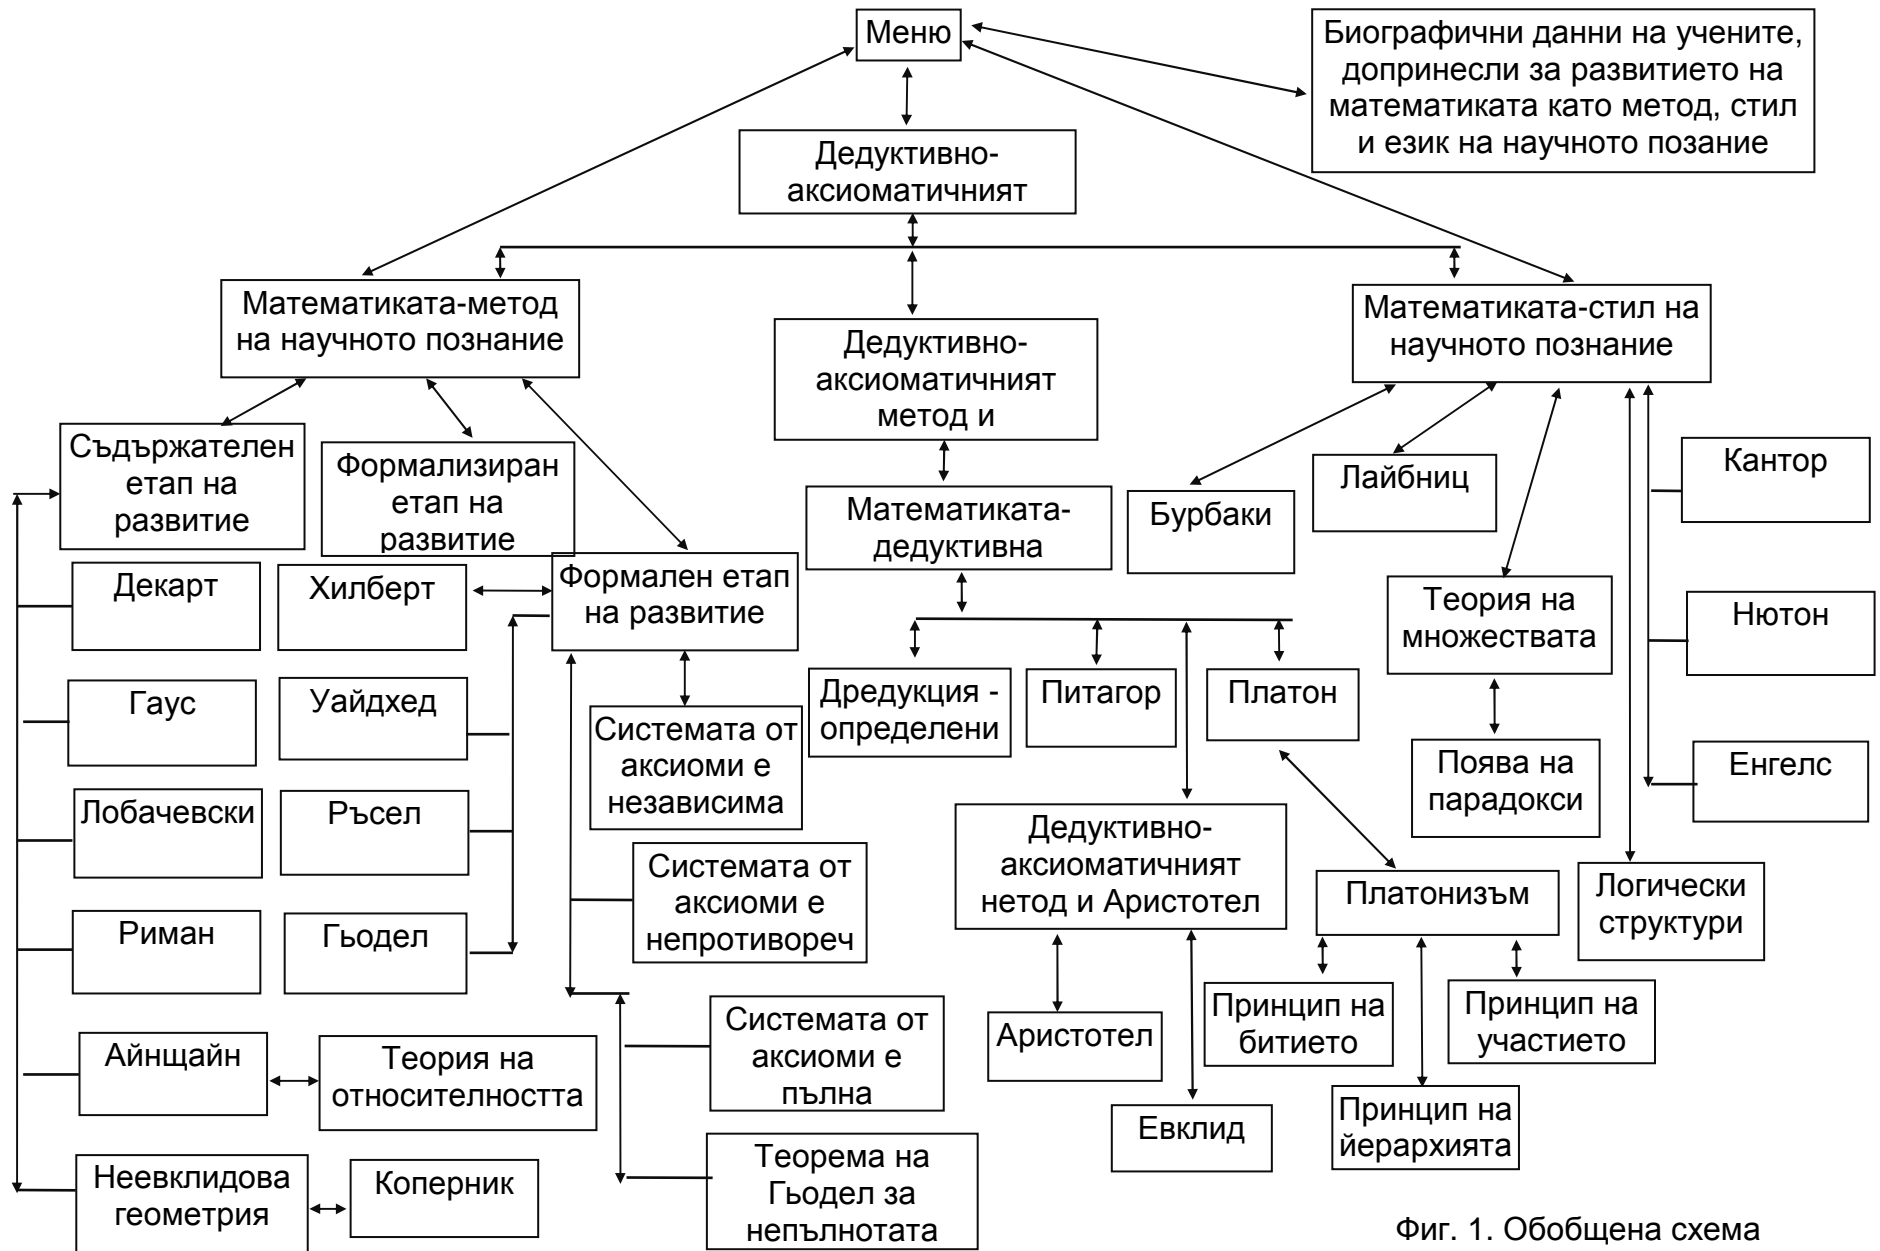 Меню
Биографични данни на учените,
допринесли за развитието на
математиката като метод, стил
и език на научното позание
Дедуктивно-
аксиоматичният
Математиката-метод
на научното познание
Дедуктивно-
аксиоматичният
метод и
Математиката-стил на
научното познание
Съдържателен
етап на
развитие
Формализиран
етап на
развитие
Формален етап
на развитие
Математиката-
дедуктивна
Бурбаки
Лайбниц
Кантор
Декарт
Хилберт
Теория на
множествата
Нютон
Гаус
Уайдхед
Системата от
аксиоми е
независима
Дредукция -
определени
Питагор
Платон
Поява на
парадокси
Енгелс
Лобачевски
Ръсел
Системата от
аксиоми е
непротивореч
Дедуктивно-
аксиоматичният
нетод и Аристотел
Платонизъм
Логически
структури
Риман
Гьодел
Системата от
аксиоми е
пълна
Аристотел
Принцип на
битието
Принцип на
участието
Айнщайн
Теория на
относителността
Евклид
Принцип на
йерархията
Неевклидова
геометрия
Коперник
Теорема на
Гьодел за
непълнотата
Фиг. 1. Обобщена схема